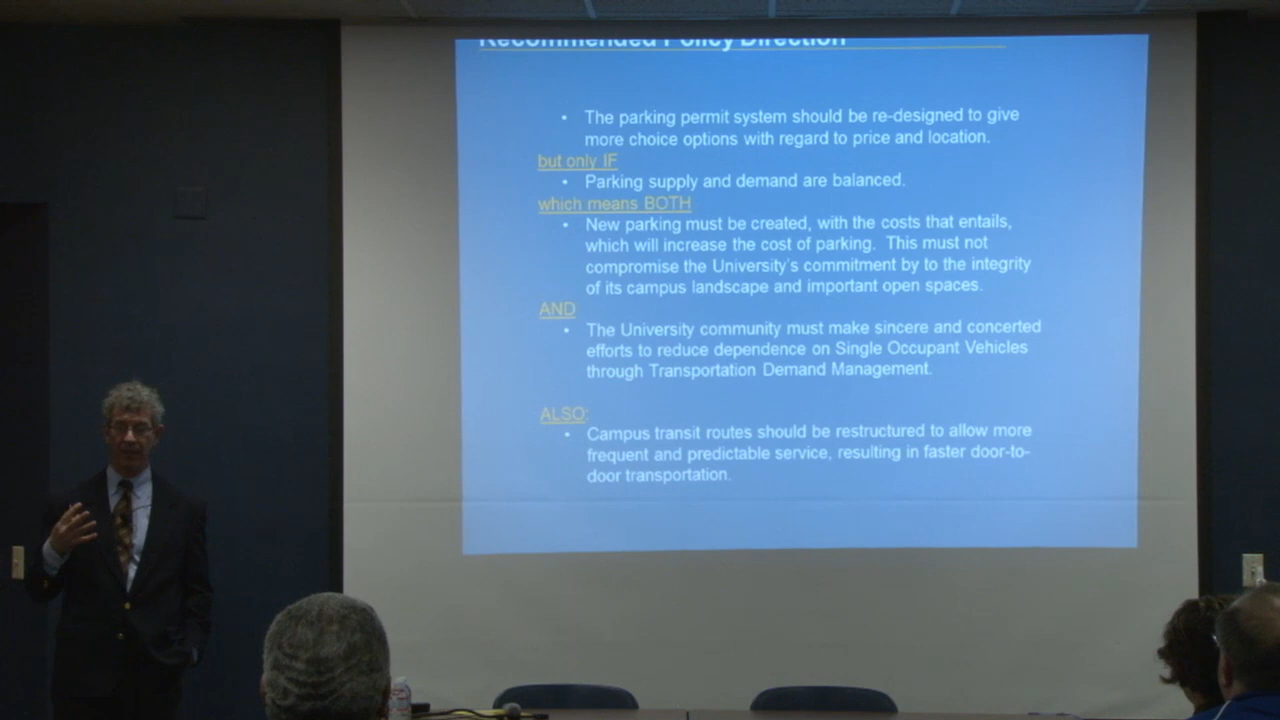 Recommended Policy Direction
• The parking permit system should be re-designed to give
more choice options with regard to price and location.
but only IF
• Parking supply and demand are balanced.
which means BOTH
• New parking must be created, with the costs that entails,
which will increase the cost of parking. This must not
compromise the University's commitment by to the integrity
of its campus landscape and important open spaces.
AND
• The University community must make sincere and concerted
efforts to reduce dependence on Single Occupant Vehicles
through Transportation Demand Management.
ALSO:
• Campus transit routes should be restructured to allow more
frequent and predictable service, resulting in faster door-to-
door transportation.